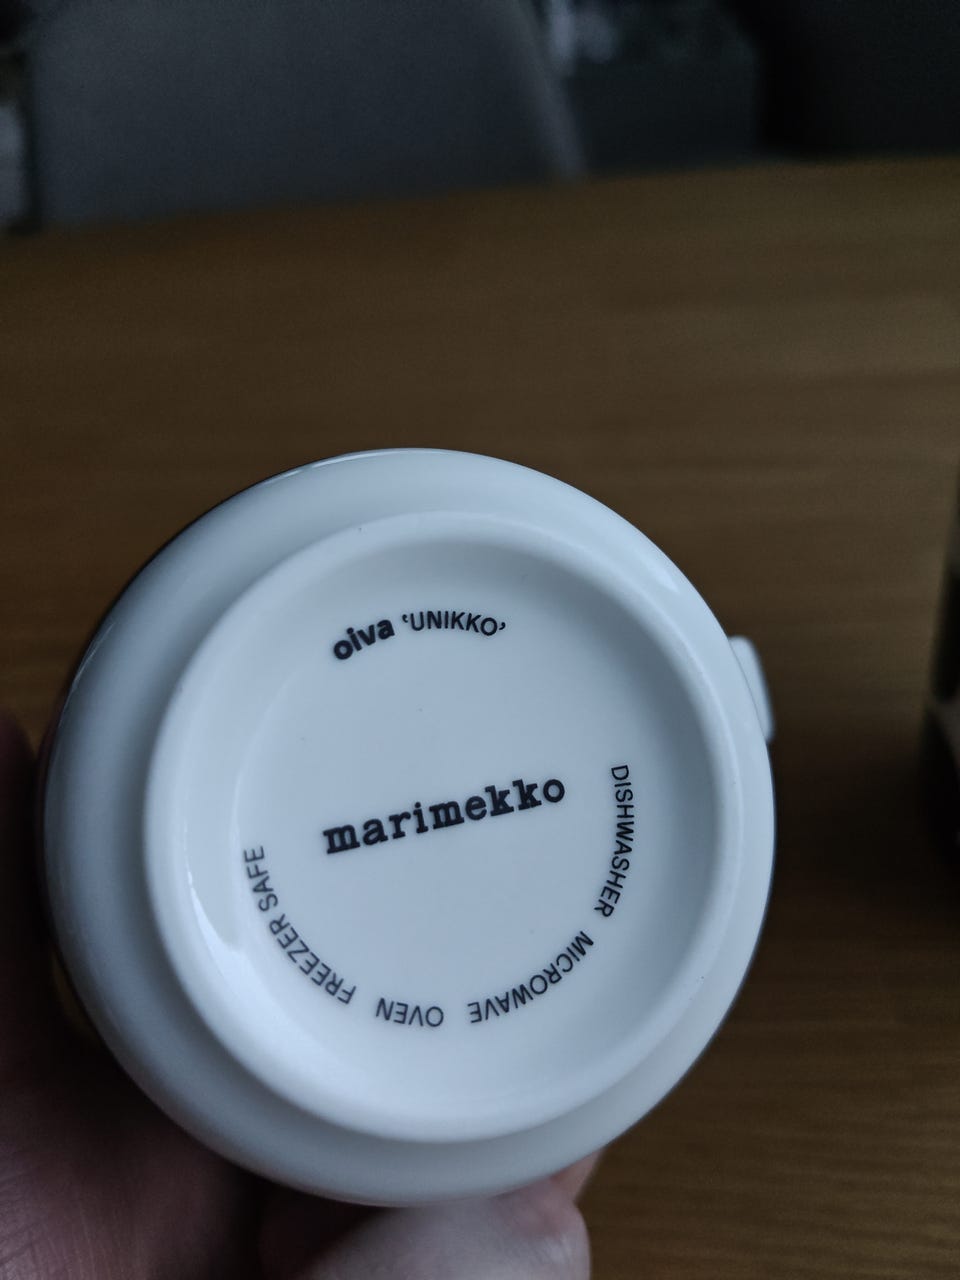 oiva ‘UNIKKO’
marimekko
DISHWASHER MICROWAVE OVEN FREEZER SAFE